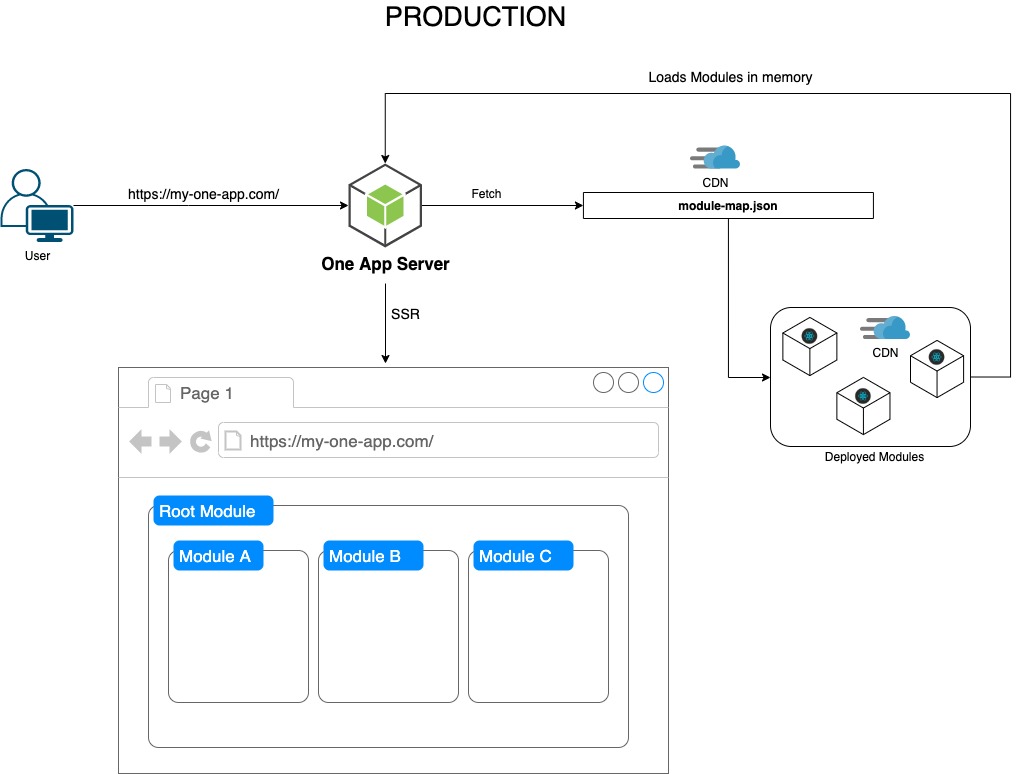 PRODUCTION
Loads Modules in memory
CDN
https://my-one-app.com/
Fetch
module-map.json
User
One App Server
SSR
CDN
Deployed Modules
Page 1
https://my-one-app.com/
Root Module
Module A
Module B
Module C